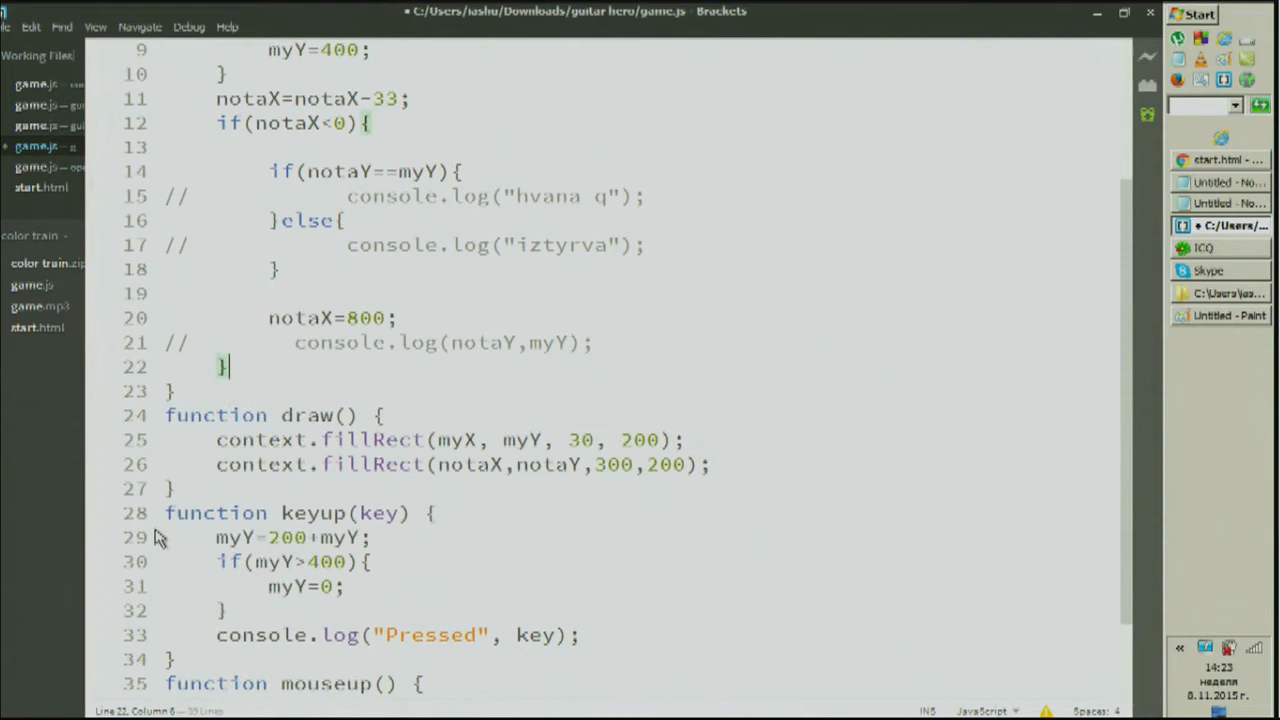 • C:/Users/iashu/Downloads/guitar hero/game.js - Brackets
Edit Find View Navigate Debug Help
Working Files
game.js
game.js
game.js
game.js
game.js
start.html
color train
color train.zip
game.js
game.mp3
start.html
9 myY=400;
10 }
11 notaX=notaX-33;
12 if(notaX<0){
13
14 if(notaY==myY){
15 // console.log("hvana q");
16 }else{
17 // console.log("iztyrva");
18 }
19
20 notaX=800;
21 // console.log(notaY,myY);
22 }
23 }
24 function draw() {
25 context.fillRect(myX, myY, 30, 200);
26 context.fillRect(notaX,notaY,300,200);
27 }
28 function keyup(key) {
29 myY=200+myY;
30 if(myY>400){
31 myY=0;
32 }
33 console.log("Pressed", key);
34 }
35 function mouseup() {
Line 22, Column 6 — 39 Lines
INS JavaScript Spaces: 4
Start
start.html - ...
Untitled - No...
Untitled - No...
• C:/Users/...
ICQ
Skype
C:\Users\ias...
Untitled - Paint
14:23
неделя
8.11.2015 г.